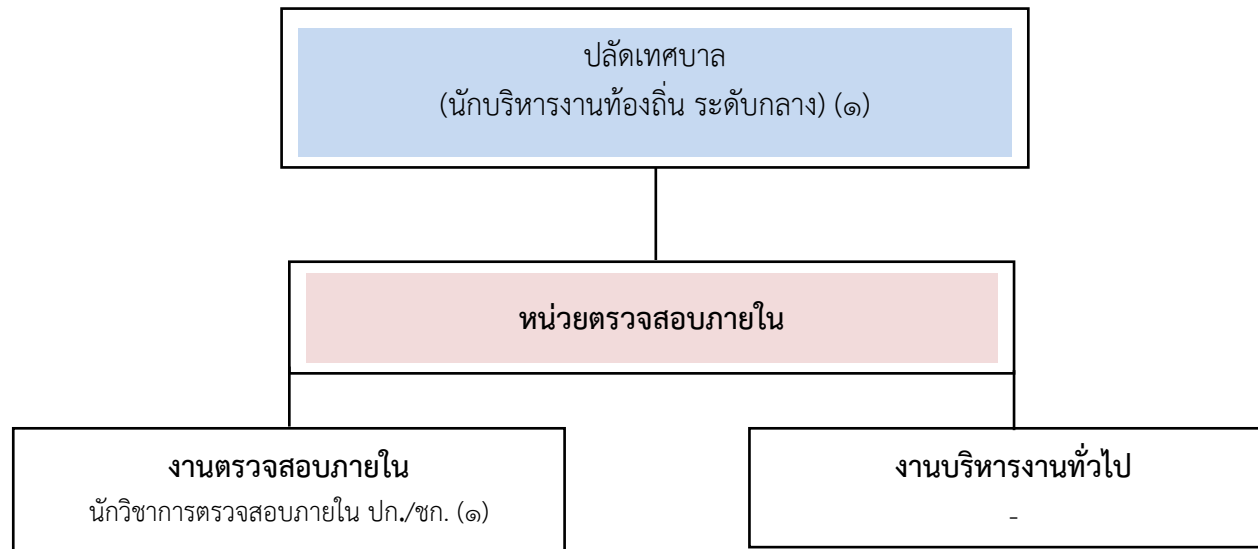 ปลัดเทศบาล
(นักบริหารงานท้องถิ่น ระดับกลาง) (๑)
หน่วยตรวจสอบภายใน
งานตรวจสอบภายใน
นักวิชาการตรวจสอบภายใน ปก./ชก. (๑)
งานบริหารงานทั่วไป
-